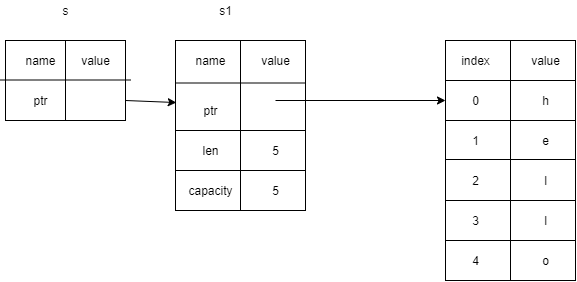 s s1
name value name value index value
ptr 0 h
ptr
len 5 1 e
capacity 5 2 l
3 l
4 o